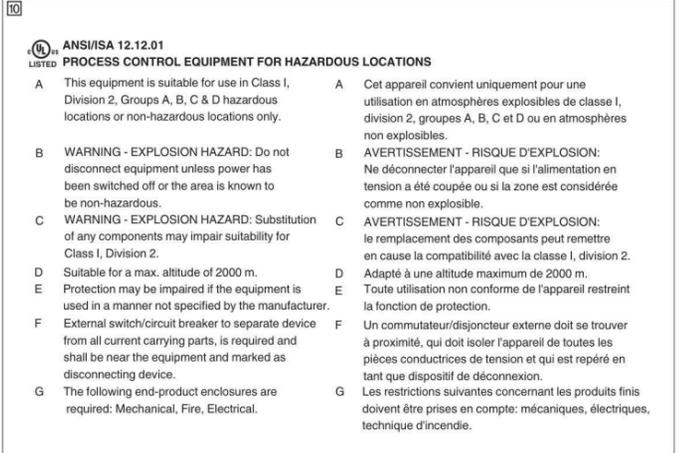 10
c UL us ANSI/ISA 12.12.01
LISTED PROCESS CONTROL EQUIPMENT FOR HAZARDOUS LOCATIONS
A This equipment is suitable for use in Class I,
Division 2, Groups A, B, C & D hazardous
locations or non-hazardous locations only.
B WARNING - EXPLOSION HAZARD: Do not
disconnect equipment unless power has
been switched off or the area is known to
be non-hazardous.
C WARNING - EXPLOSION HAZARD: Substitution
of any components may impair suitability for
Class I, Division 2.
D Suitable for a max. altitude of 2000 m.
E Protection may be impaired if the equipment is
used in a manner not specified by the manufacturer.
F External switch/circuit breaker to separate device
from all current carrying parts, is required and
shall be near the equipment and marked as
disconnecting device.
G The following end-product enclosures are
required: Mechanical, Fire, Electrical.
A Cet appareil convient uniquement pour une
utilisation en atmosphères explosibles de classe I,
division 2, groupes A, B, C et D ou en atmosphères
non explosibles.
B AVERTISSEMENT - RISQUE D'EXPLOSION:
Ne déconnecter l'appareil que si l'alimentation en
tension a été coupée ou si la zone est considérée
comme non explosible.
C AVERTISSEMENT - RISQUE D'EXPLOSION:
le remplacement des composants peut remettre
en cause la compatibilité avec la classe I, division 2.
D Adapté à une altitude maximum de 2000 m.
E Toute utilisation non conforme de l'appareil restreint
la fonction de protection.
F Un commutateur/disjoncteur externe doit se trouver
à proximité, qui doit isoler l'appareil de toutes les
pièces conductrices de tension et qui est repéré en
tant que dispositif de déconnexion.
G Les restrictions suivantes concernant les produits finis
doivent être prises en compte: mécaniques, électriques,
technique d'incendie.